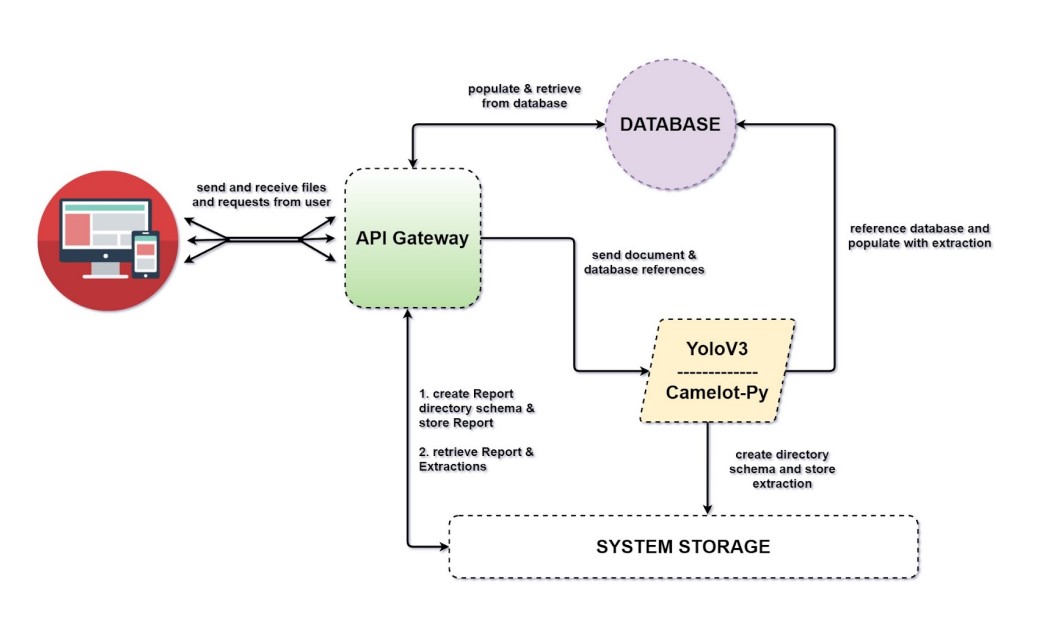 populate & retrieve
from database
DATABASE
send and receive files
and requests from user
API Gateway
reference database and
populate with extraction
send document &
database references
YoloV3
-------------
Camelot-Py
1. create Report
directory schema &
store Report
2. retrieve Report &
Extractions
create directory
schema and store
extraction
SYSTEM STORAGE